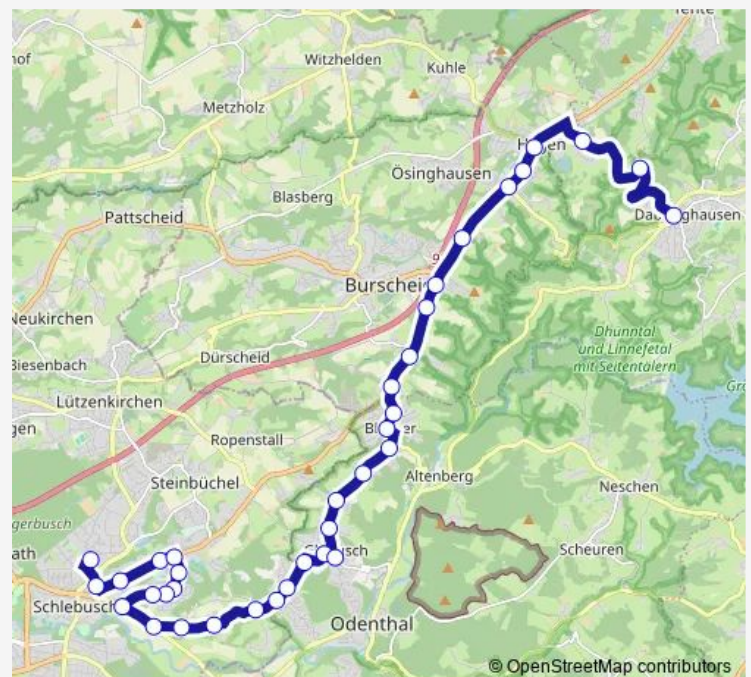 Witzhelden
Kuhle
Metzholz
Ösinghausen
Blasberg
Pattscheid
Burscheid
Neukirchen
Dhünntal
und Linnefetal
mit Seitentälern
Dürscheid
Biesenbach
Lützenkirchen
Ropenstall
Altenberg
Steinbüchel
Neschen
Scheuren
Schlebusch
Odenthal
© OpenStreetMap contributors